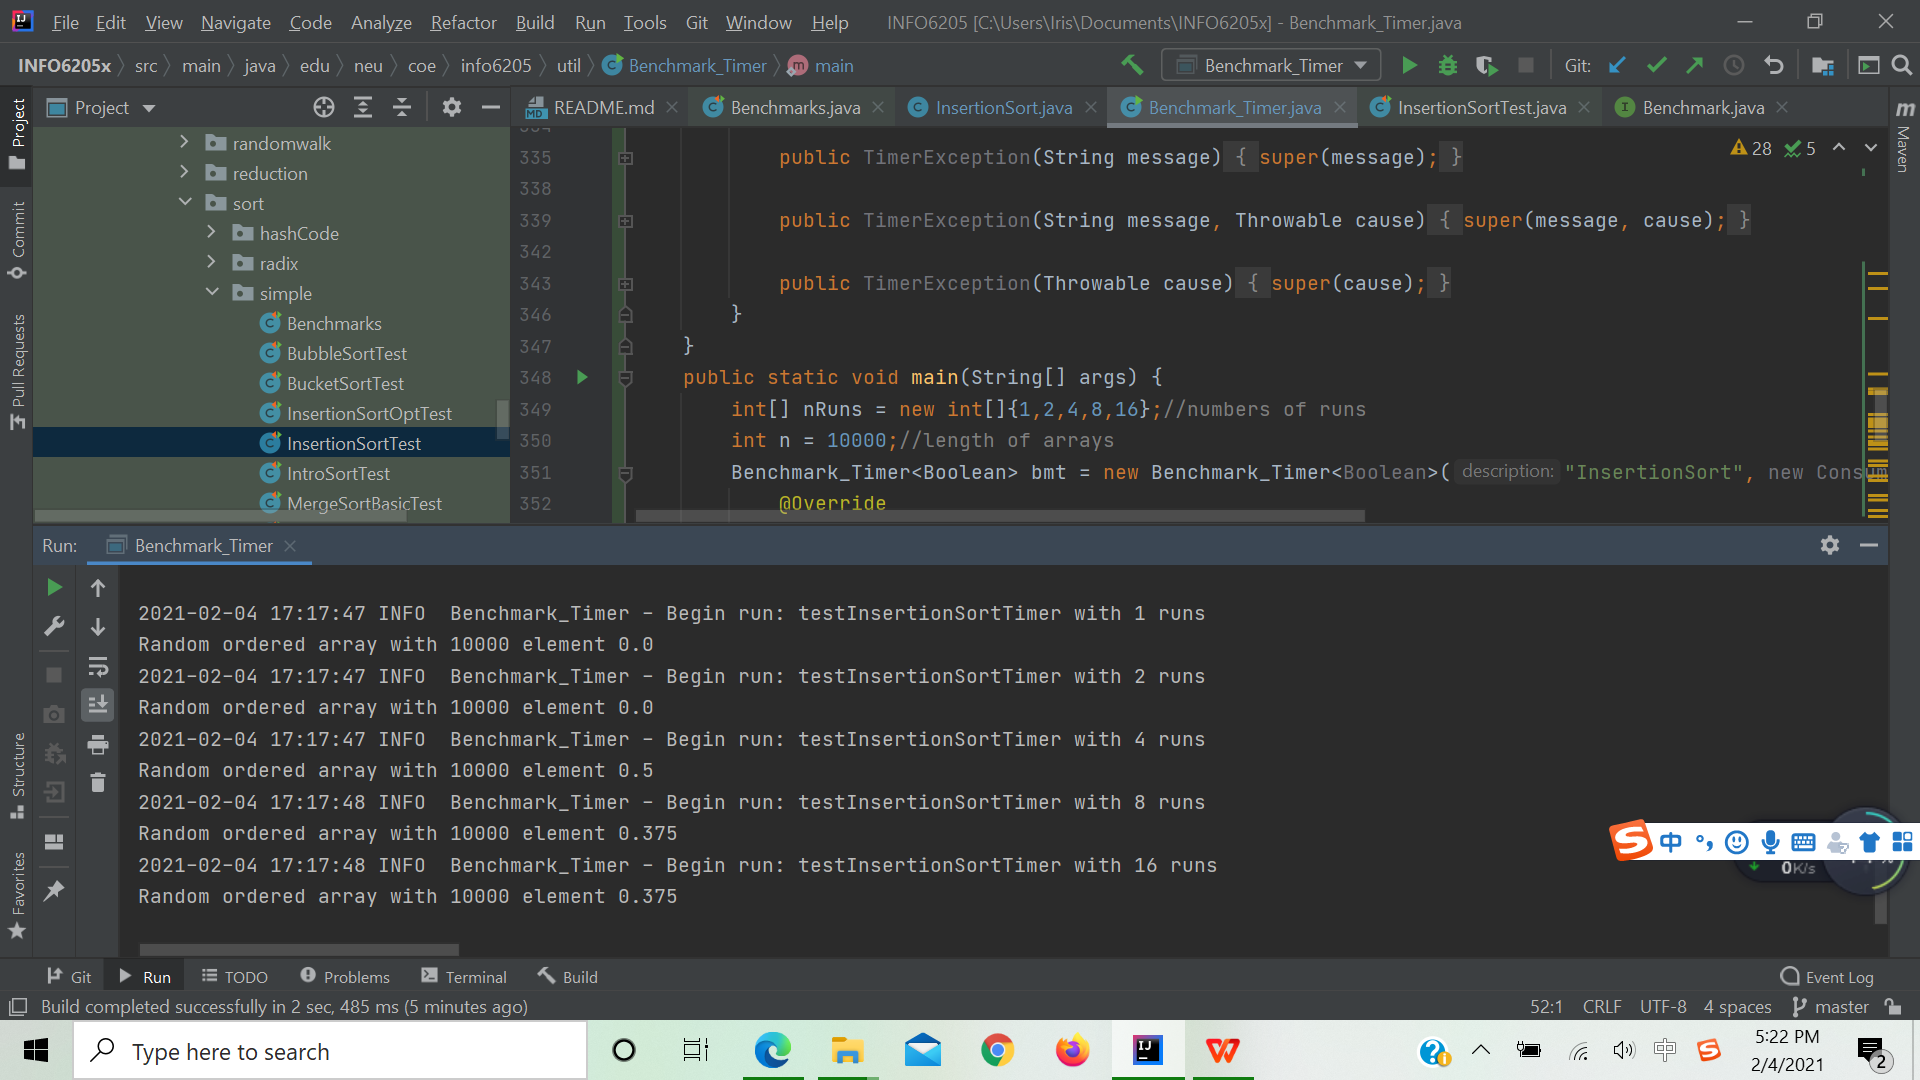 File Edit View Navigate Code Analyze Refactor Build Run Tools Git Window Help INFO6205 [C:\Users\Iris\Documents\INFO6205x] - Benchmark_Timer.java
INFO6205x src main java edu neu coe info6205 util Benchmark_Timer main Benchmark_Timer Git:
Project
README.md Benchmarks.java InsertionSort.java Benchmark_Timer.java InsertionSortTest.java Benchmark.java
Project
Commit
Pull Requests
Structure
Favorites
Maven
randomwalk
reduction
sort
hashCode
radix
simple
Benchmarks
BubbleSortTest
BucketSortTest
InsertionSortOptTest
InsertionSortTest
IntroSortTest
MergeSortBasicTest
28 5
335 public TimerException(String message) { super(message); }
338
339 public TimerException(String message, Throwable cause) { super(message, cause); }
342
343 public TimerException(Throwable cause) { super(cause); }
346 }
347 }
348 public static void main(String[] args) {
349 int[] nRuns = new int[]{1,2,4,8,16};//numbers of runs
350 int n = 10000;//length of arrays
351 Benchmark_Timer<Boolean> bmt = new Benchmark_Timer<Boolean>( description: "InsertionSort", new Consum
352 @Override
Run: Benchmark_Timer
2021-02-04 17:17:47 INFO  Benchmark_Timer - Begin run: testInsertionSortTimer with 1 runs
Random ordered array with 10000 element 0.0
2021-02-04 17:17:47 INFO  Benchmark_Timer - Begin run: testInsertionSortTimer with 2 runs
Random ordered array with 10000 element 0.0
2021-02-04 17:17:47 INFO  Benchmark_Timer - Begin run: testInsertionSortTimer with 4 runs
Random ordered array with 10000 element 0.5
2021-02-04 17:17:48 INFO  Benchmark_Timer - Begin run: testInsertionSortTimer with 8 runs
Random ordered array with 10000 element 0.375
2021-02-04 17:17:48 INFO  Benchmark_Timer - Begin run: testInsertionSortTimer with 16 runs
Random ordered array with 10000 element 0.375
中
0K/s
Git Run TODO Problems Terminal Build Event Log
Build completed successfully in 2 sec, 485 ms (5 minutes ago) 52:1 CRLF UTF-8 4 spaces master
Type here to search
中
5:22 PM
2/4/2021
2